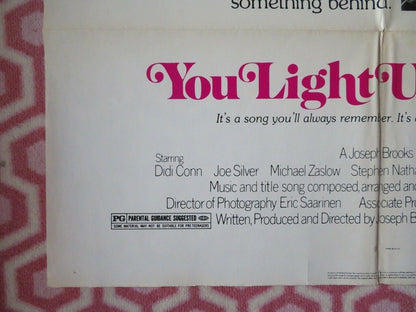 something behind.
You Light U
It's a song you'll always remember. It's
A Joseph Brooks
Starring
Didi Conn Joe Silver Michael Zaslow Stephen Natha
Music and title song composed, arranged and
Director of Photography Eric Saarinen Associate Pro
Written, Produced and Directed by Joseph B
PG PARENTAL GUIDANCE SUGGESTED
SOME MATERIAL MAY NOT BE SUITABLE FOR PRETEENAGERS